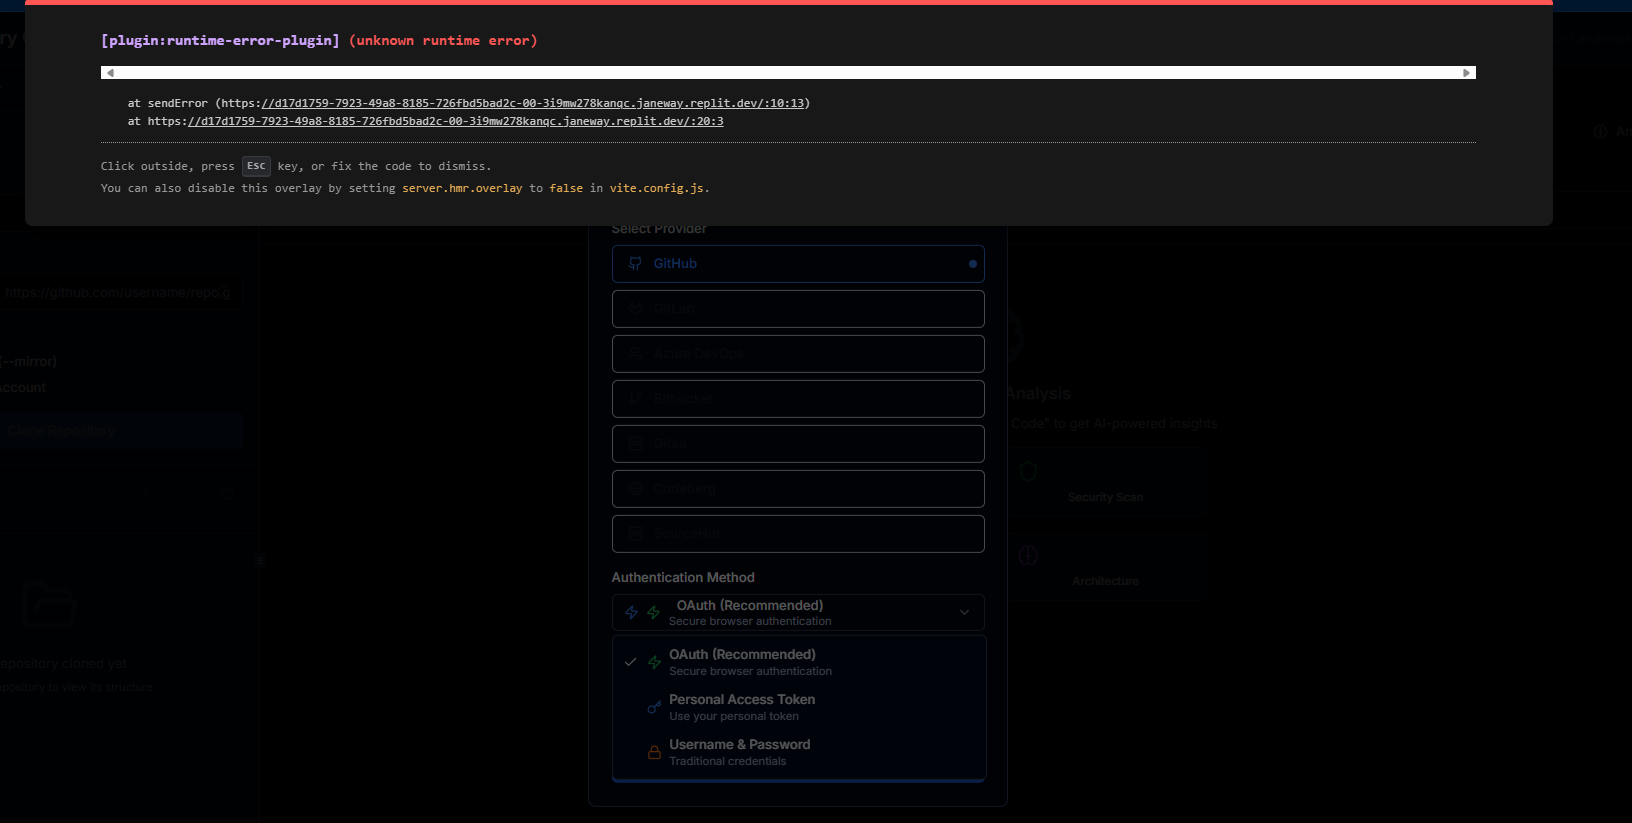 ry
[plugin:runtime-error-plugin] (unknown runtime error)
at sendError (https://d17d1759-7923-49a8-8185-726fbd5bad2c-00-3i9mw278kanqc.janeway.replit.dev/:10:13)
at https://d17d1759-7923-49a8-8185-726fbd5bad2c-00-3i9mw278kanqc.janeway.replit.dev/:20:3
Click outside, press Esc key, or fix the code to dismiss.
You can also disable this overlay by setting server.hmr.overlay to false in vite.config.js.
Select Provider
GitHub
GitLab
Azure DevOps
Bitbucket
Gitea
Codeberg
SourceHut
Authentication Method
OAuth (Recommended)
Secure browser authentication
OAuth (Recommended)
Secure browser authentication
Personal Access Token
Use your personal token
Username & Password
Traditional credentials
https://github.com/username/repo.g
(--mirror)
Account
Clone Repository
epository cloned yet
epository to view its structure
An
Analysis
Code" to get AI-powered insights
Security Scan
Architecture